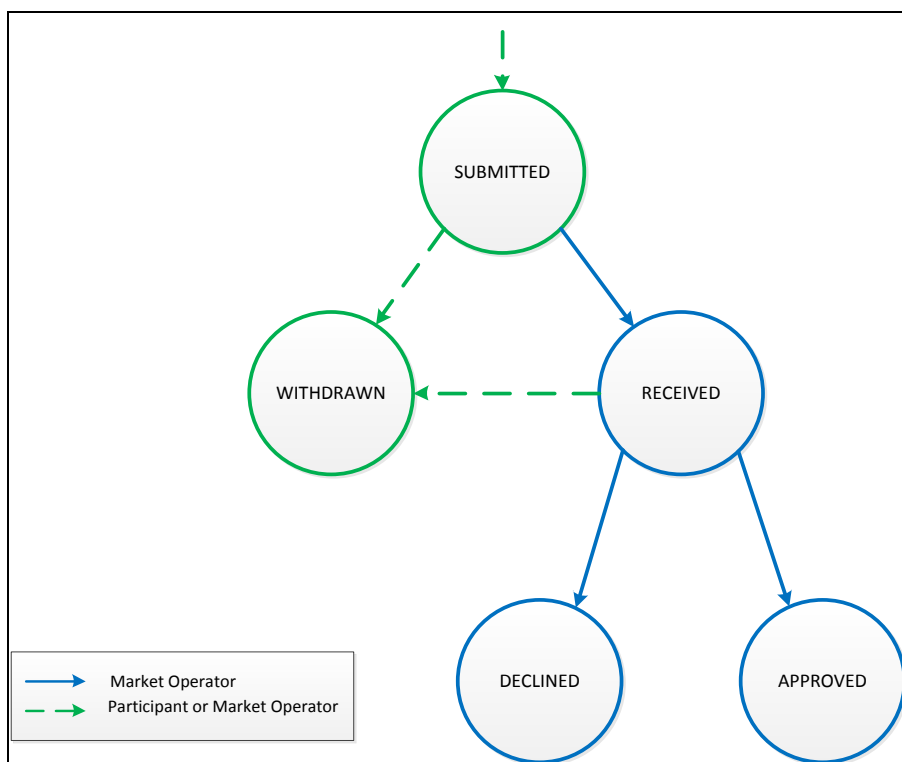 SUBMITTED
WITHDRAWN
RECEIVED
DECLINED
APPROVED
Market Operator
Participant or Market Operator